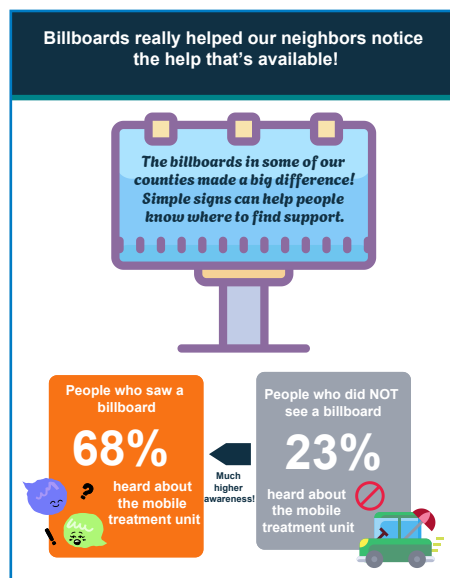 Billboards really helped our neighbors notice
the help that's available!
The billboards in some of our
counties made a big difference!
Simple signs can help people
know where to find support.
People who saw a
billboard
68%
heard about
the mobile
treatment unit
? !
Much
higher
awareness!
People who did NOT
see a billboard
23%
heard about
the mobile
treatment unit